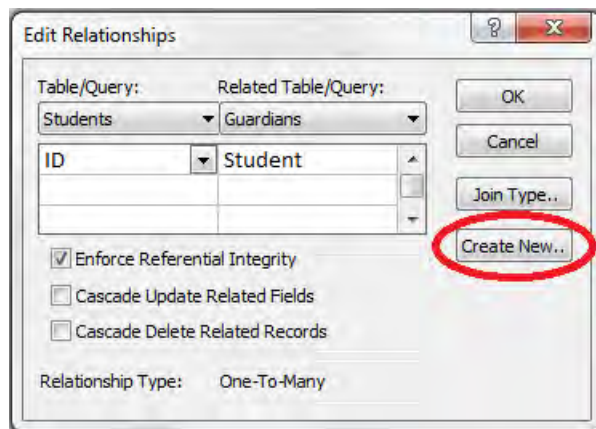 Edit Relationships
?
Table/Query:
Related Table/Query:
Students
Guardians
ID
Student
OK
Cancel
Join Type..
Create New..
Enforce Referential Integrity
Cascade Update Related Fields
Cascade Delete Related Records
Relationship Type:
One-To-Many